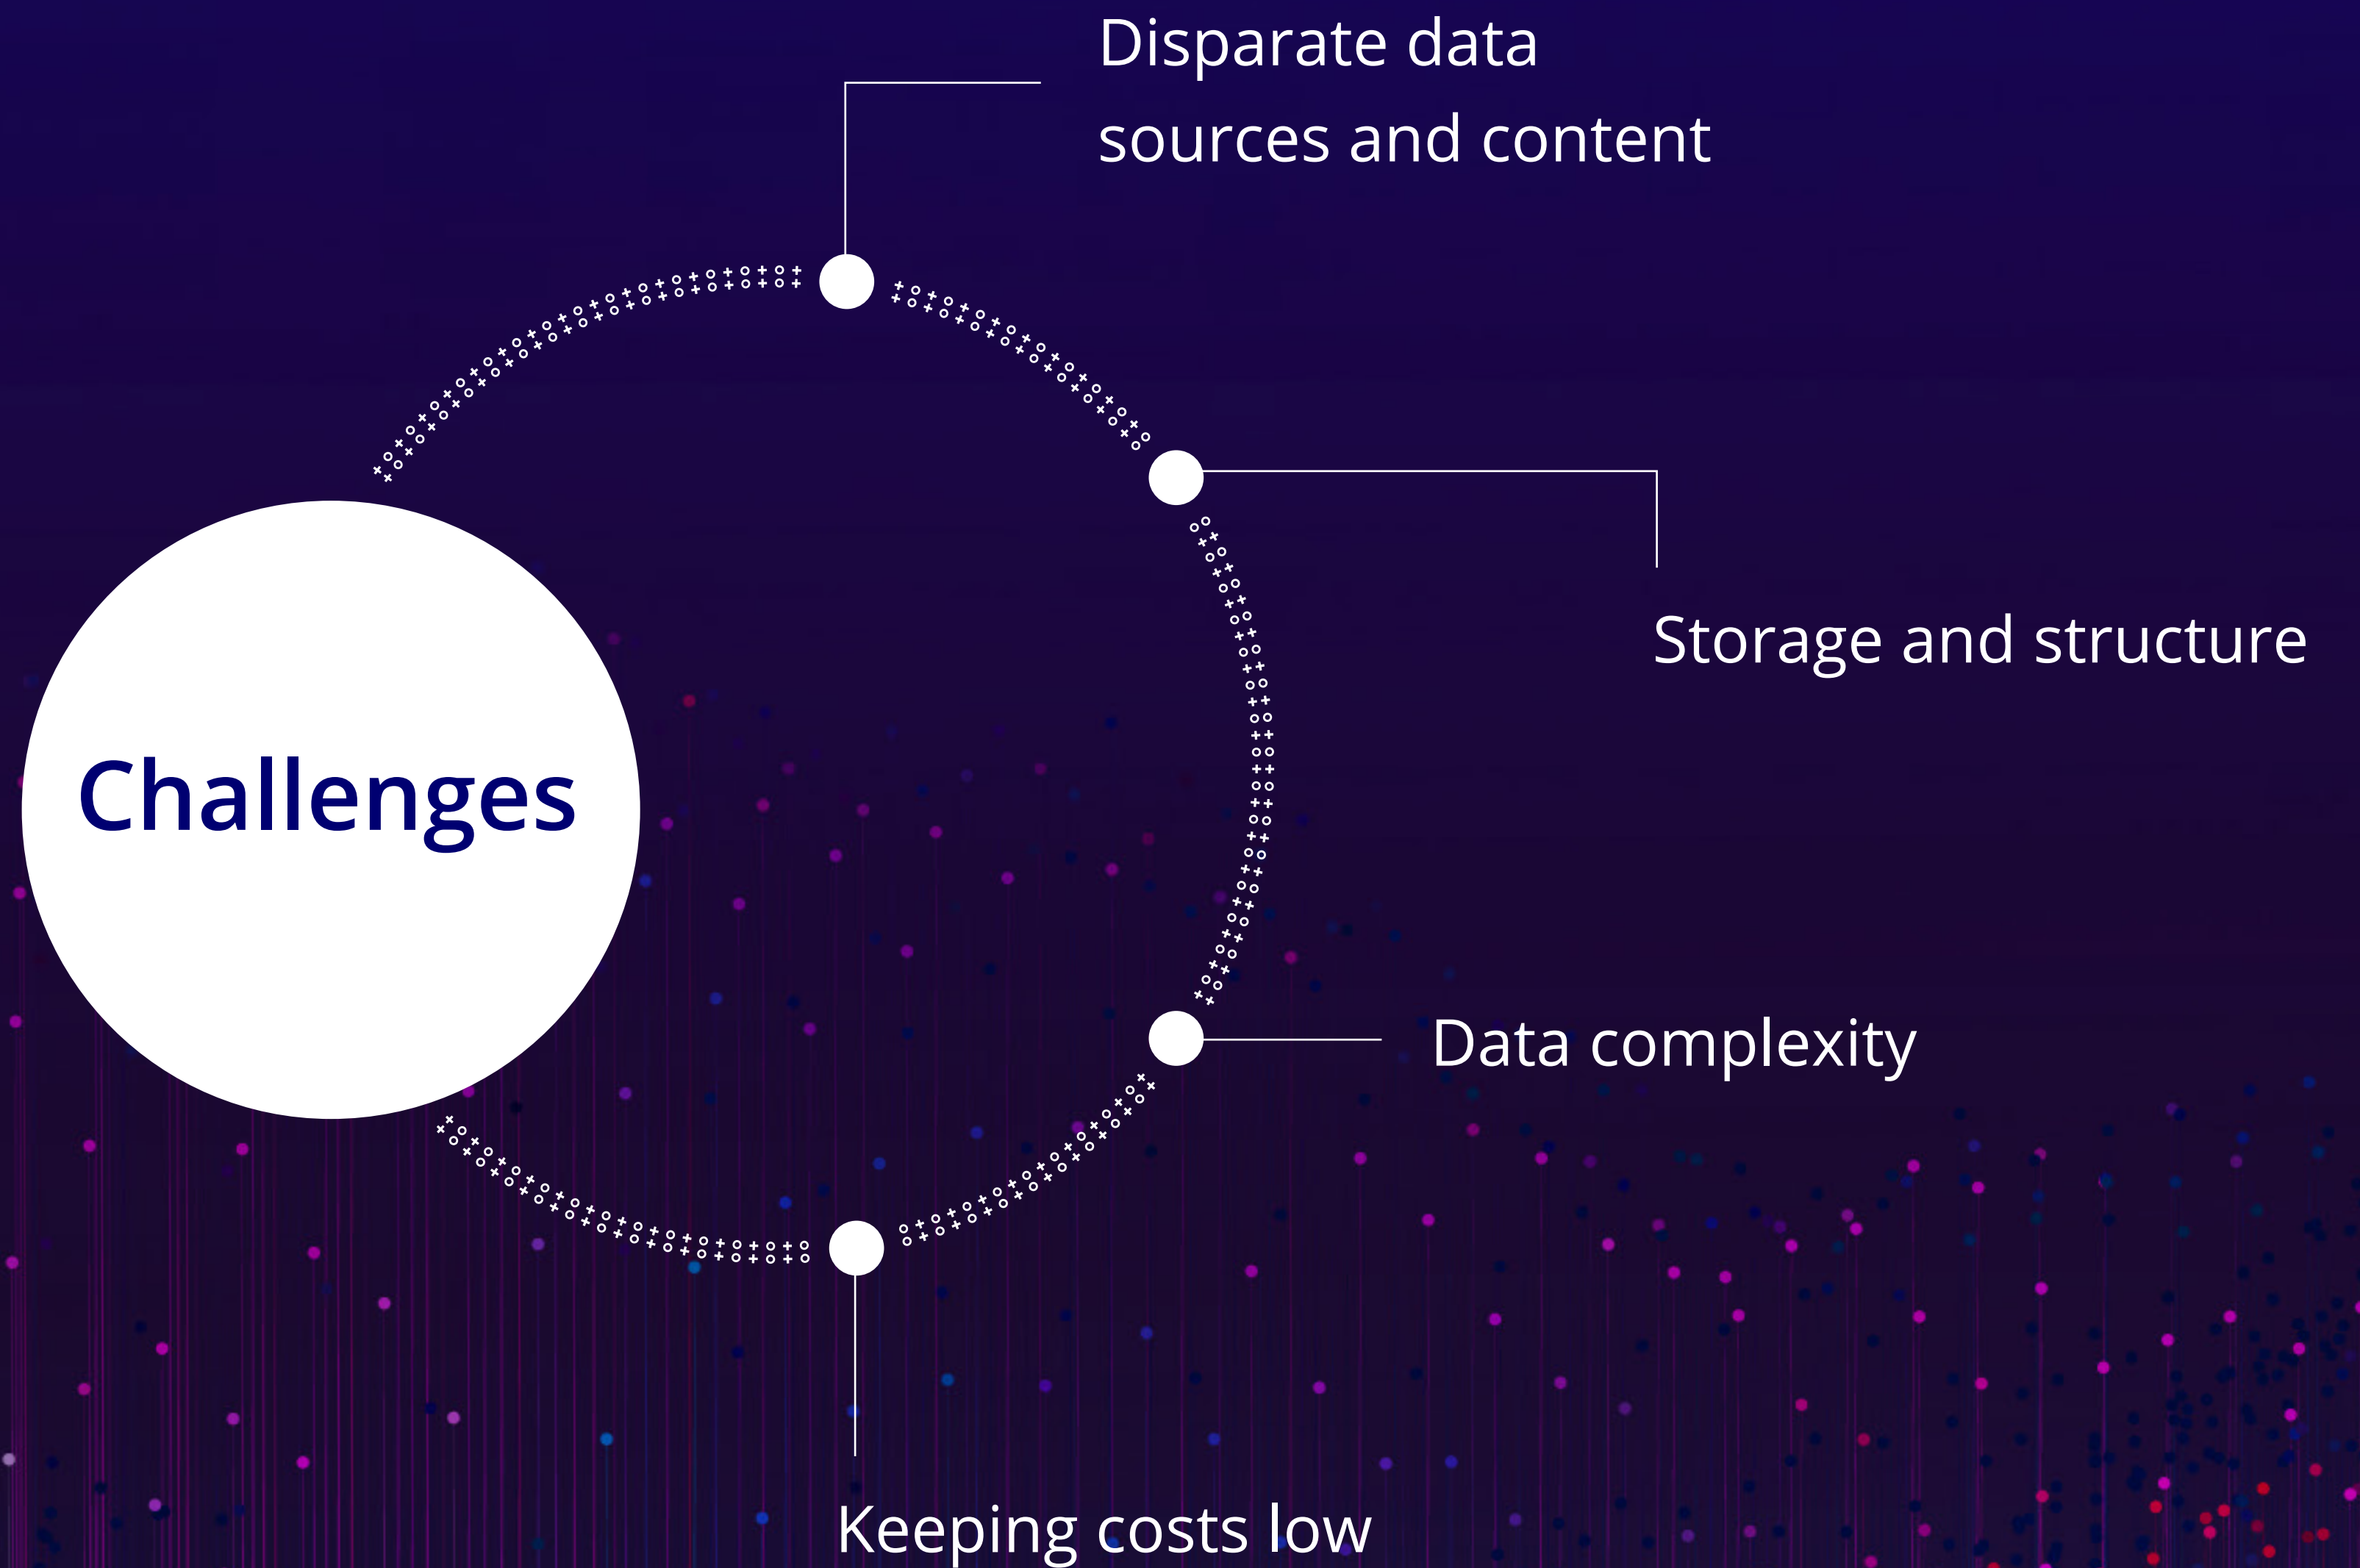 Disparate data
sources and content
Storage and structure
Challenges
Data complexity
Keeping costs low